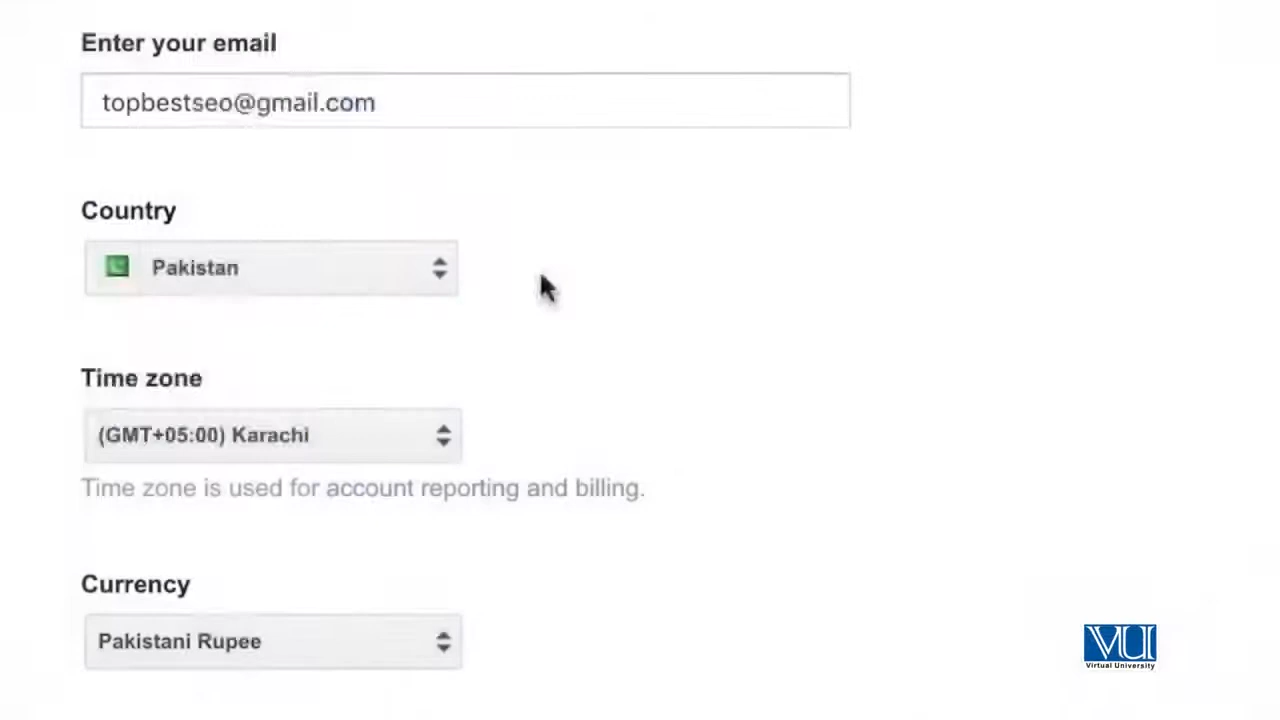 Enter your email
topbestseo@gmail.com
Country
Pakistan
Time zone
(GMT+05:00) Karachi
Time zone is used for account reporting and billing.
Currency
Pakistani Rupee
VU
Virtual University